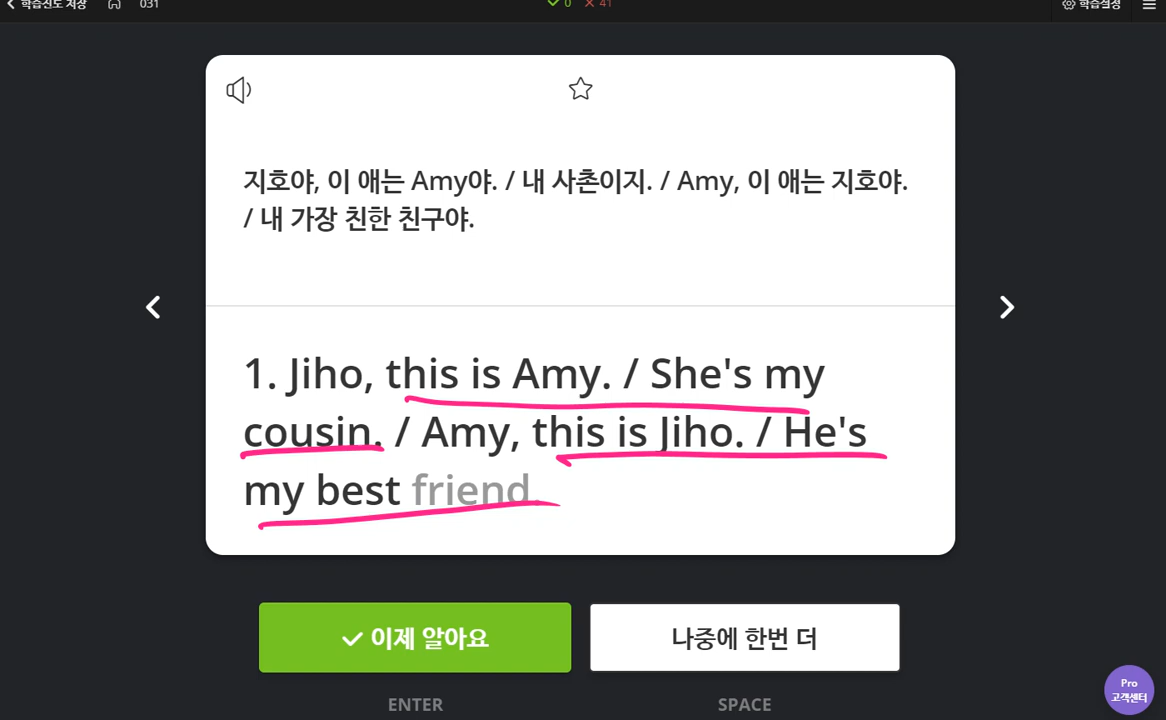 학습진도 저장 031 0 41 학습설정
지호야, 이 애는 Amy야. / 내 사촌이지. / Amy, 이 애는 지호야.
/ 내 가장 친한 친구야.
1. Jiho, this is Amy. / She's my
cousin. / Amy, this is Jiho. / He's
my best friend.
이제 알아요 나중에 한번 더
ENTER SPACE
Pro
고객센터